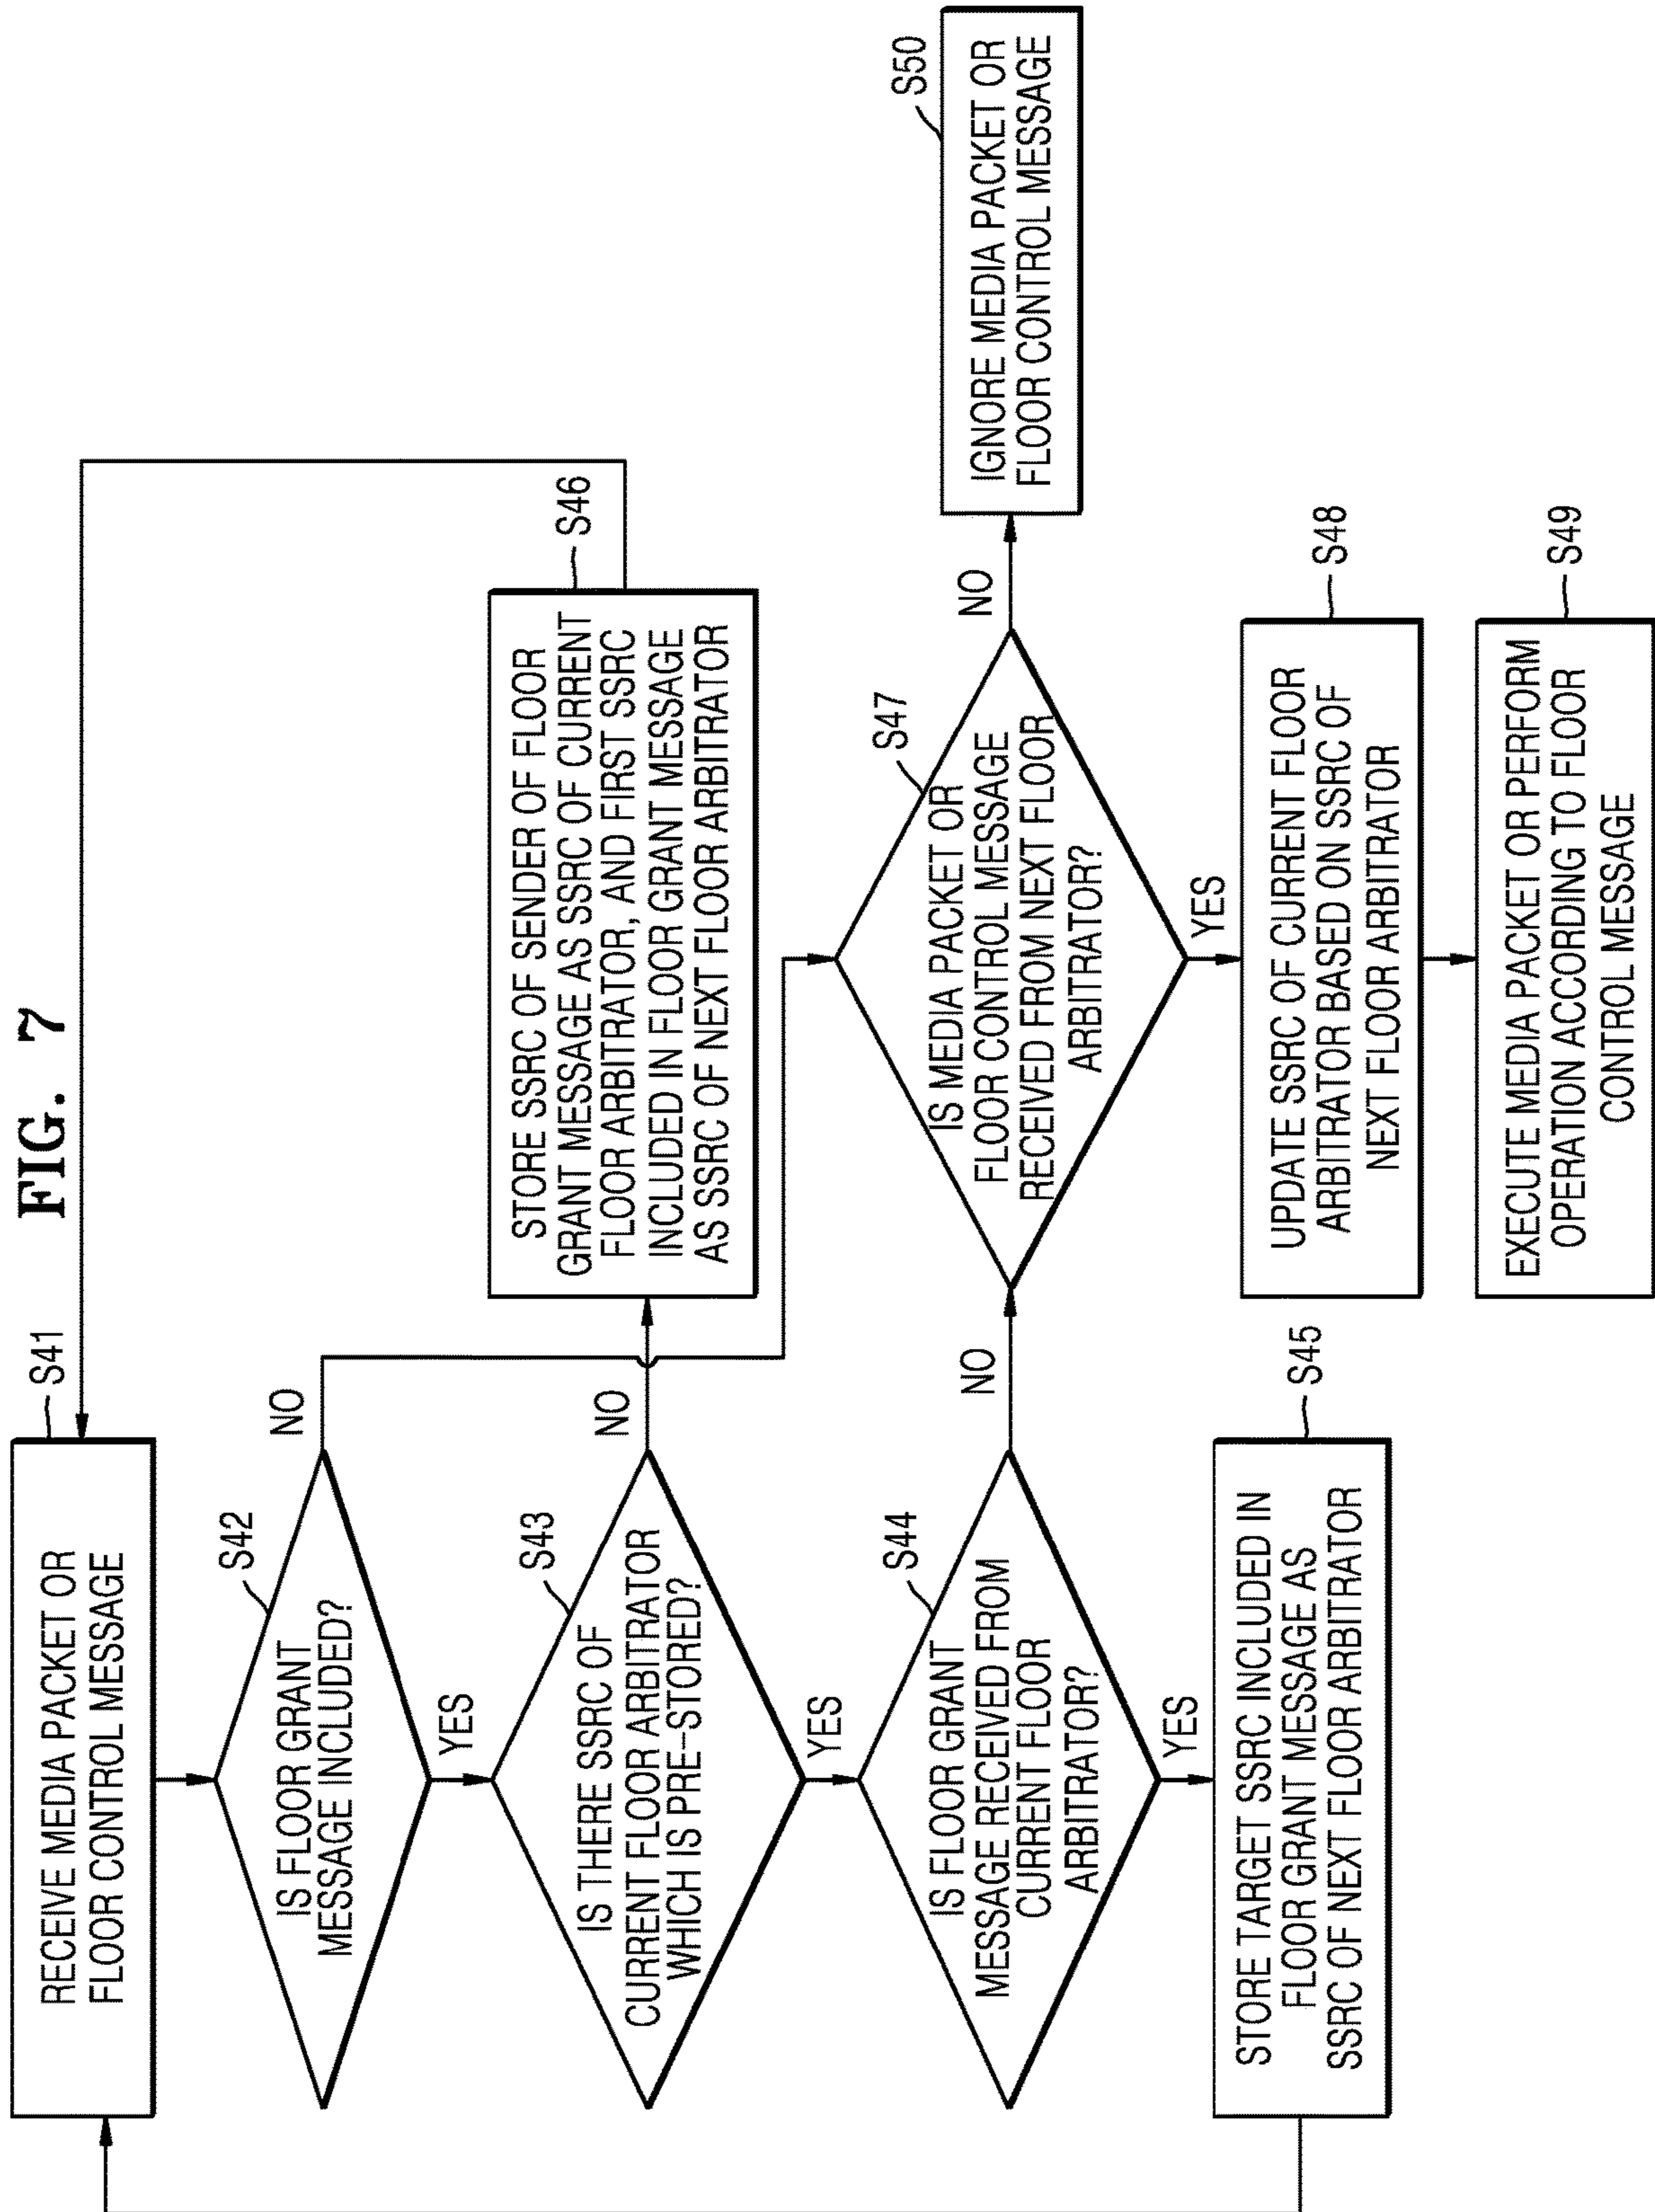 FIG. 7
S41
RECEIVE MEDIA PACKET OR
FLOOR CONTROL MESSAGE
S42
IS FLOOR GRANT
MESSAGE INCLUDED?
NO
YES
S43
IS THERE SSRC OF
CURRENT FLOOR ARBITRATOR
WHICH IS PRE-STORED?
NO
YES
S44
IS FLOOR GRANT
MESSAGE RECEIVED FROM
CURRENT FLOOR
ARBITRATOR?
NO
YES
S45
STORE TARGET SSRC INCLUDED IN
FLOOR GRANT MESSAGE AS
SSRC OF NEXT FLOOR ARBITRATOR
S46
STORE SSRC OF SENDER OF FLOOR
GRANT MESSAGE AS SSRC OF CURRENT
FLOOR ARBITRATOR, AND FIRST SSRC
INCLUDED IN FLOOR GRANT MESSAGE
AS SSRC OF NEXT FLOOR ARBITRATOR
S47
IS MEDIA PACKET OR
FLOOR CONTROL MESSAGE
RECEIVED FROM NEXT FLOOR
ARBITRATOR?
NO
YES
S48
UPDATE SSRC OF CURRENT FLOOR
ARBITRATOR BASED ON SSRC OF
NEXT FLOOR ARBITRATOR
S49
EXECUTE MEDIA PACKET OR PERFORM
OPERATION ACCORDING TO FLOOR
CONTROL MESSAGE
S50
IGNORE MEDIA PACKET OR
FLOOR CONTROL MESSAGE